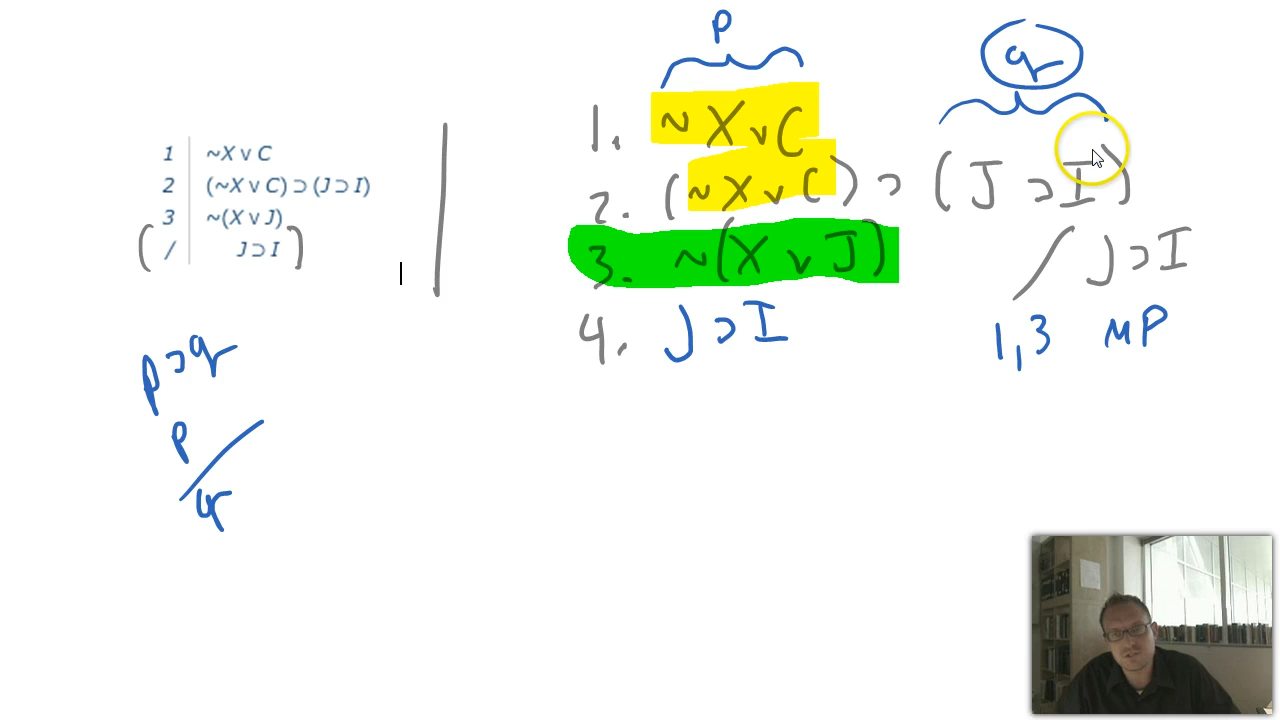 1 ~X v C
2 (~X v C) ⊃ (J ⊃ I)
3 ~(X v J)
( / J ⊃ I )
p ⊃ q
p
/ q
p
q
1. ~X v C
2. (~X v C) ⊃ (J ⊃ I)
3. ~(X v J) / J ⊃ I
4. J ⊃ I 1,3 MP